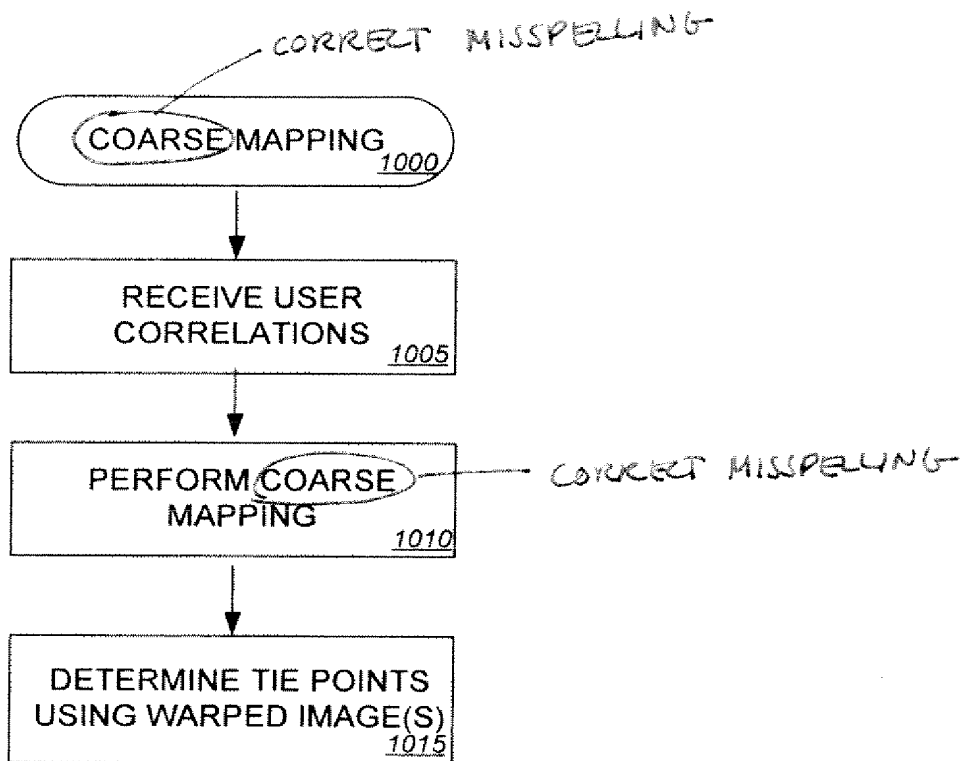 CORRECT MISSPELLING
COARSE MAPPING
1000
RECEIVE USER
CORRELATIONS
1005
PERFORM COARSE
MAPPING
1010
CORRECT MISSPELLING
DETERMINE TIE POINTS
USING WARPED IMAGE(S)
1015